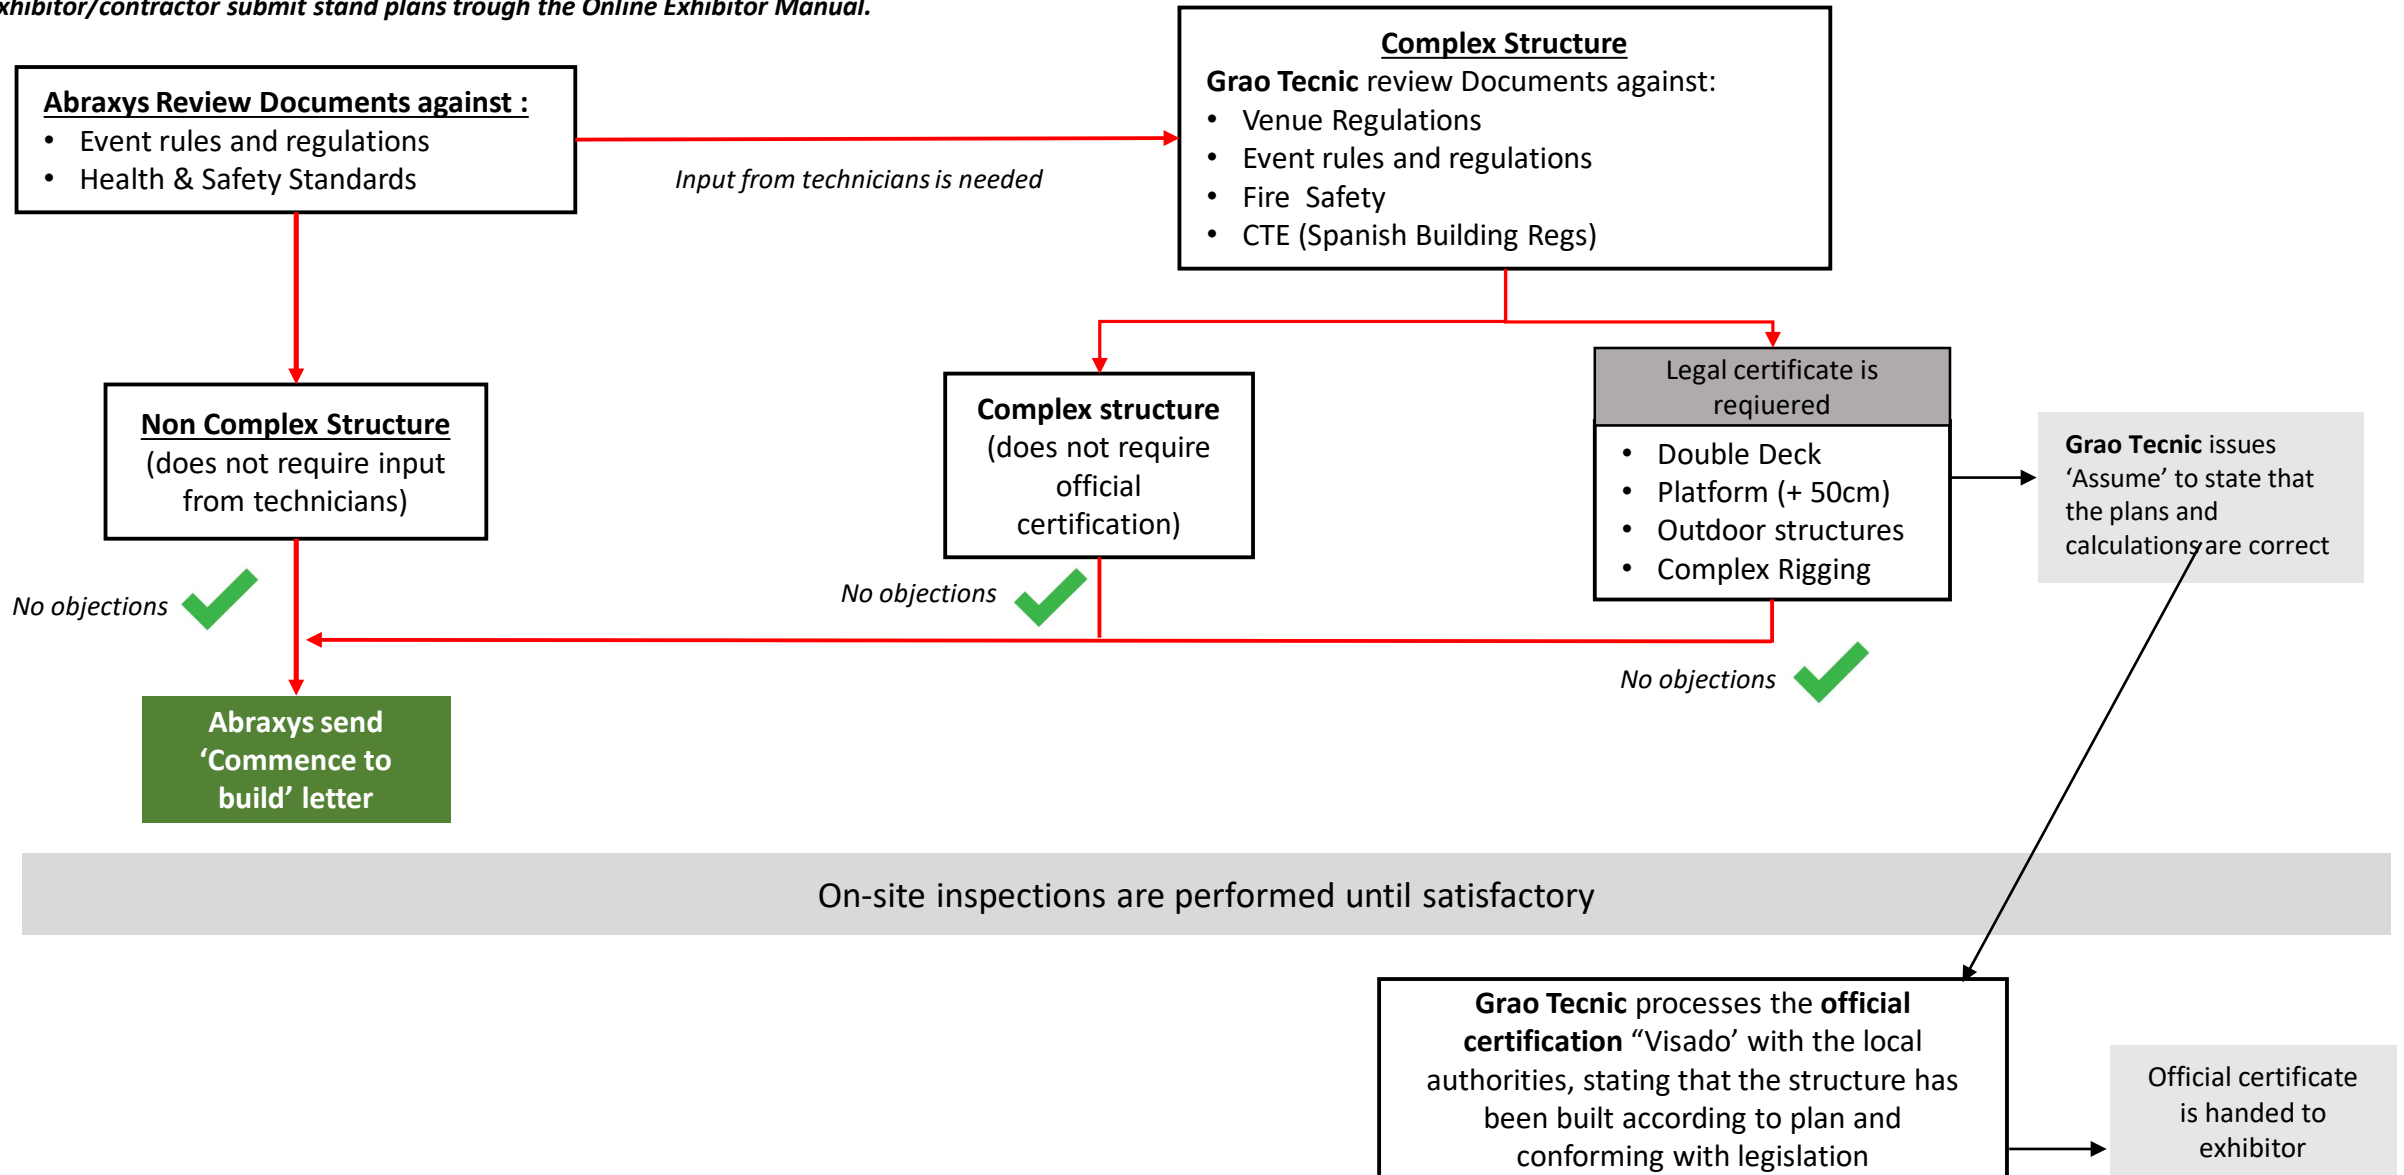 xhibitor/contractor submit stand plans trough the Online Exhibitor Manual.
Abraxys Review Documents against :
• Event rules and regulations
• Health & Safety Standards
Input from technicians is needed
Complex Structure
Grao Tecnic review Documents against:
• Venue Regulations
• Event rules and regulations
• Fire Safety
• CTE (Spanish Building Regs)
Non Complex Structure
(does not require input
from technicians)
Complex structure
(does not require
official
certification)
Legal certificate is
reqiuered
• Double Deck
• Platform (+ 50cm)
• Outdoor structures
• Complex Rigging
Grao Tecnic issues
‘Assume’ to state that
the plans and
calculations are correct
No objections
No objections
No objections
Abraxys send
‘Commence to
build’ letter
On-site inspections are performed until satisfactory
Grao Tecnic processes the official
certification “Visado’ with the local
authorities, stating that the structure has
been built according to plan and
conforming with legislation
Official certificate
is handed to
exhibitor